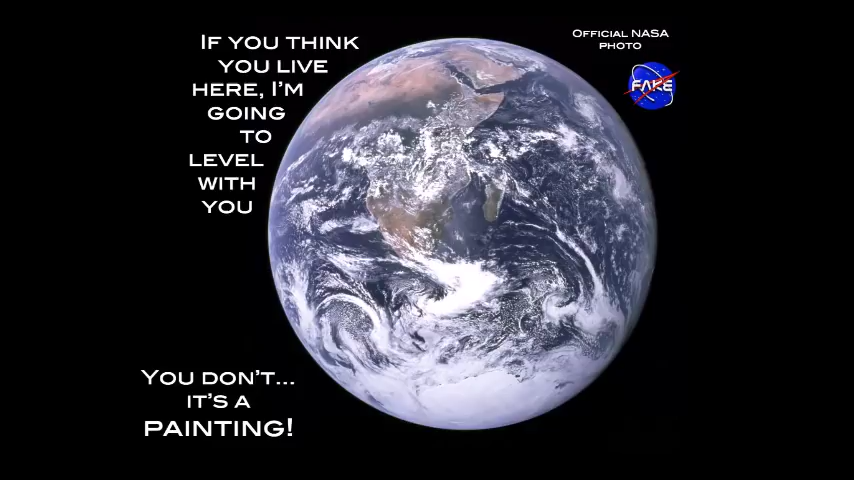 If you think
you live
here, I'm
going
to
level
with
you
Official NASA
photo
FAKE
You don't...
it's a
painting!